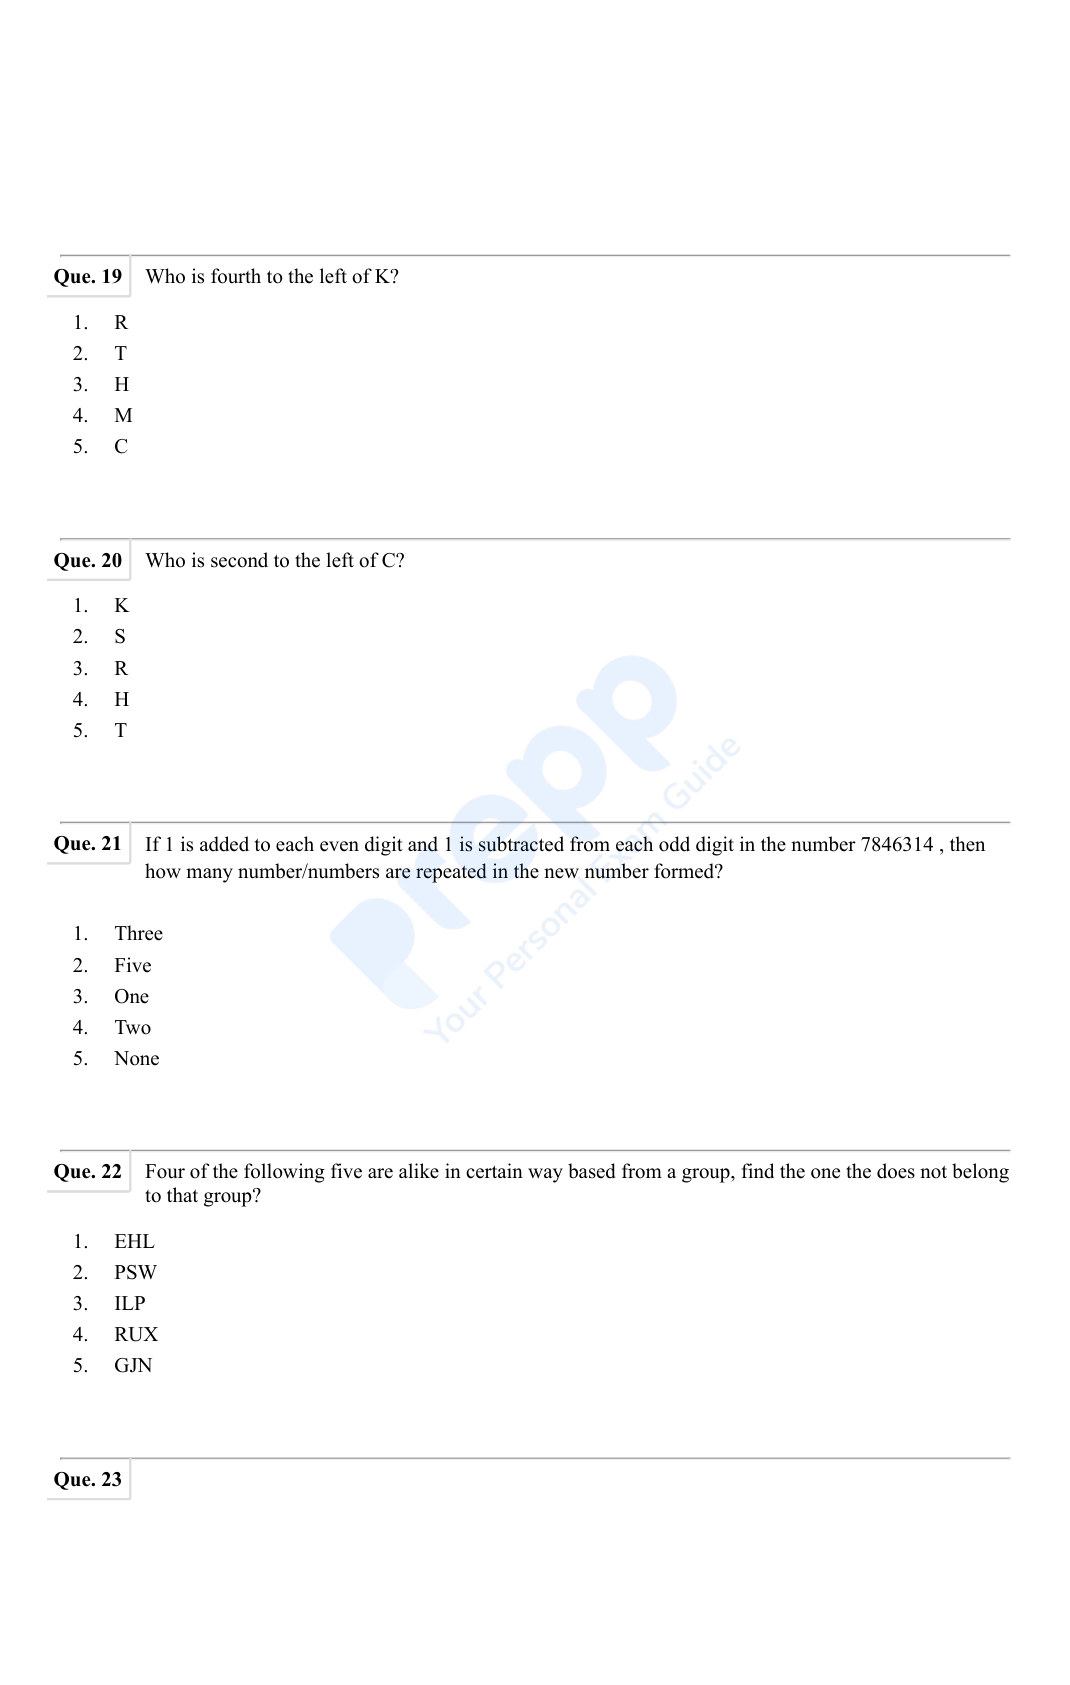 Que. 19 Who is fourth to the left of K?
1. R
2. T
3. H
4. M
5. C
Que. 20 Who is second to the left of C?
1. K
2. S
3. R
4. H
5. T
Que. 21 If 1 is added to each even digit and 1 is subtracted from each odd digit in the number 7846314 , then
how many number/numbers are repeated in the new number formed?
1. Three
2. Five
3. One
4. Two
5. None
Que. 22 Four of the following five are alike in certain way based from a group, find the one the does not belong
to that group?
1. EHL
2. PSW
3. ILP
4. RUX
5. GJN
Que. 23
prepp
Your Personal Exam Guide